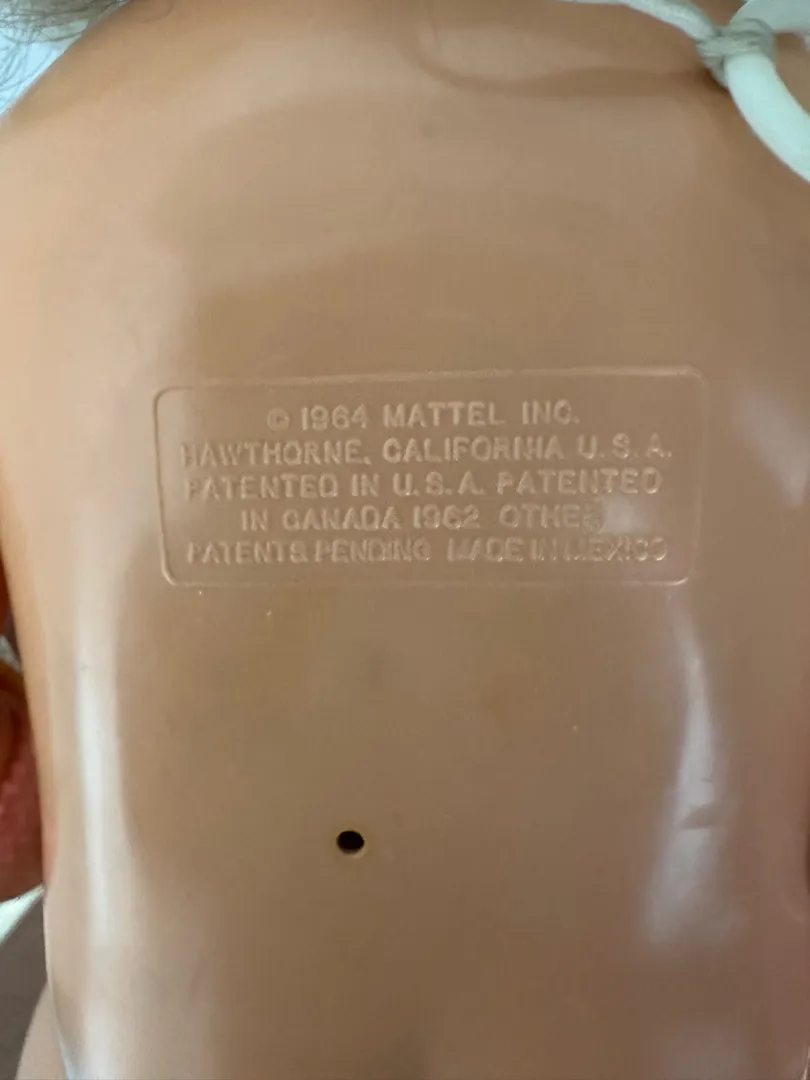 © 1964 MATTEL INC.
HAWTHORNE, CALIFORNIA U.S.A.
PATENTED IN U.S.A. PATENTED
IN CANADA 1962 OTHER
PATENTS PENDING MADE IN MEXICO